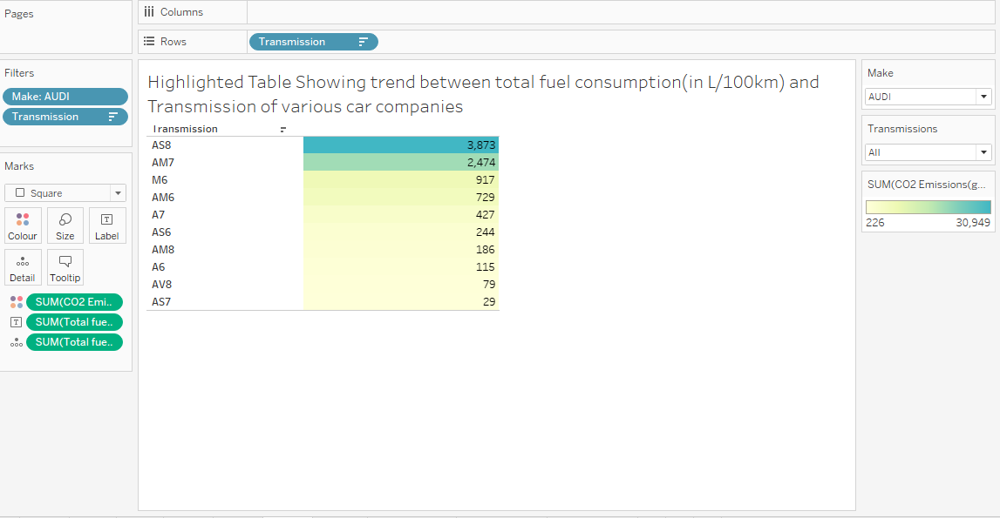 Pages
Columns
Rows
Transmission
Filters
Make: AUDI
Transmission
Marks
Square
Colour
Size
Label
Detail
Tooltip
SUM(CO2 Emi..
SUM(Total fue..
SUM(Total fue..
Highlighted Table Showing trend between total fuel consumption(in L/100km) and
Transmission of various car companies
Transmission
AS8 3,873
AM7 2,474
M6 917
AM6 729
A7 427
AS6 244
AM8 186
A6 115
AV8 79
AS7 29
Make
AUDI
Transmissions
All
SUM(CO2 Emissions(g...
226 30,949